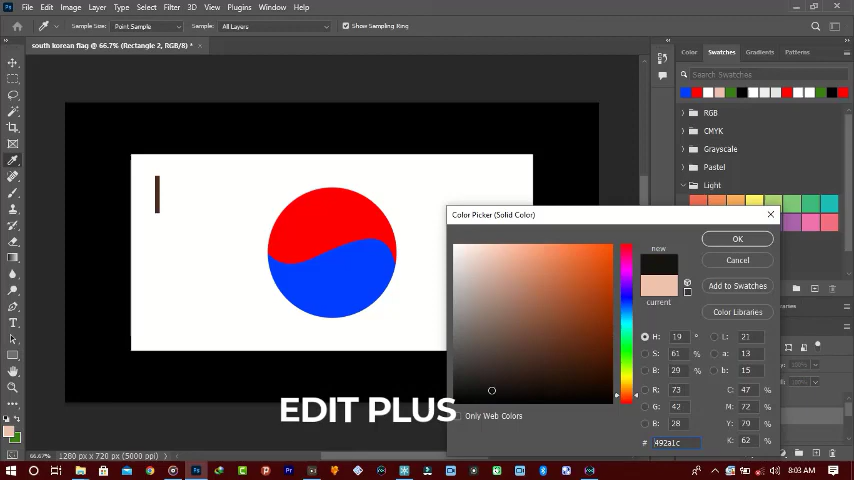 File Edit Image Layer Type Select Filter 3D View Window Help
Sample Size: Point Sample Sample: All Layers Show Sampling Ring
south korean flag @ 66.7% (Rectangle 2, RGB/8) *
Color Swatches Gradients Patterns
Search Swatches
RGB
CMYK
Grayscale
Pastel
Light
Color Picker (Solid Color)
new
current
OK
Cancel
Add to Swatches
Color Libraries
H: 19 ° L: 21
S: 61 % a: 13
B: 29 % b: 15
R: 73 C: 47 %
G: 42 M: 72 %
B: 28 Y: 79 %
# 492a1c K: 62 %
Only Web Colors
EDIT PLUS
66.67% 1280 px x 720 px (5000 ppi)
8:03 AM